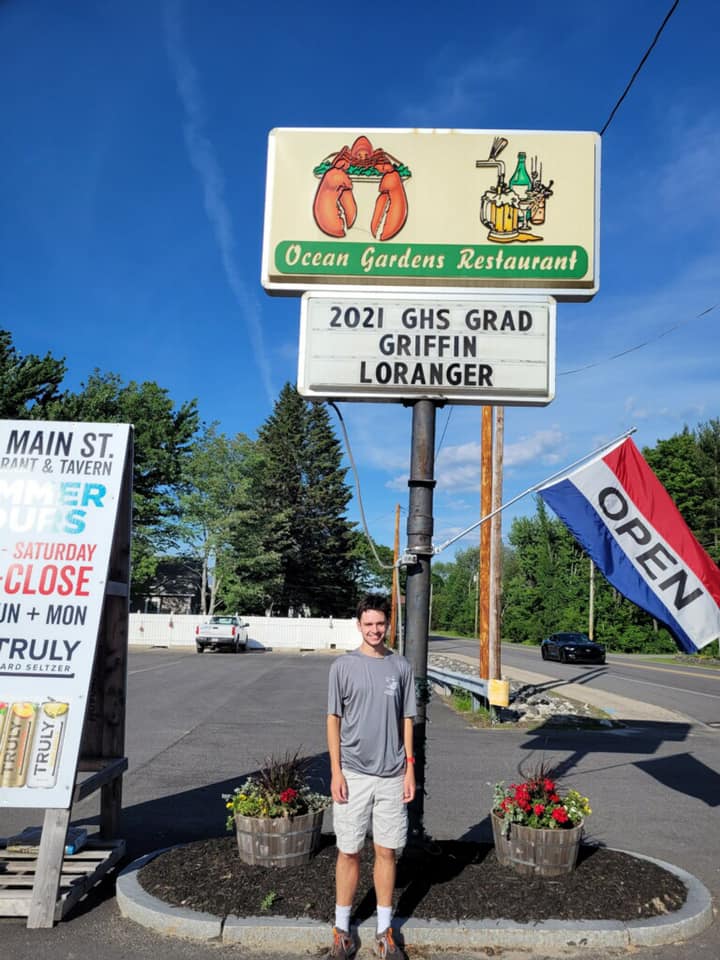 Ocean Gardens Restaurant
2021 GHS GRAD
GRIFFIN
LORANGER
OPEN
MAIN ST.
RANT & TAVERN
MMER
OURS
- SATURDAY
-CLOSE
UN + MON
TRULY
ARD SELTZER
TRULY
TRULY